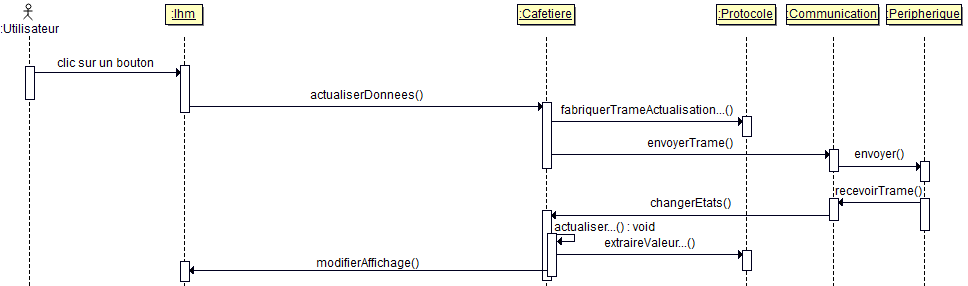 :Utilisateur
:Ihm
:Cafetiere
:Protocole
:Communication
:Peripherique
clic sur un bouton
actualiserDonnees()
fabriquerTrameActualisation...()
envoyerTrame()
envoyer()
recevoirTrame()
changerEtats()
actualiser...() : void
extraireValeur...()
modifierAffichage()